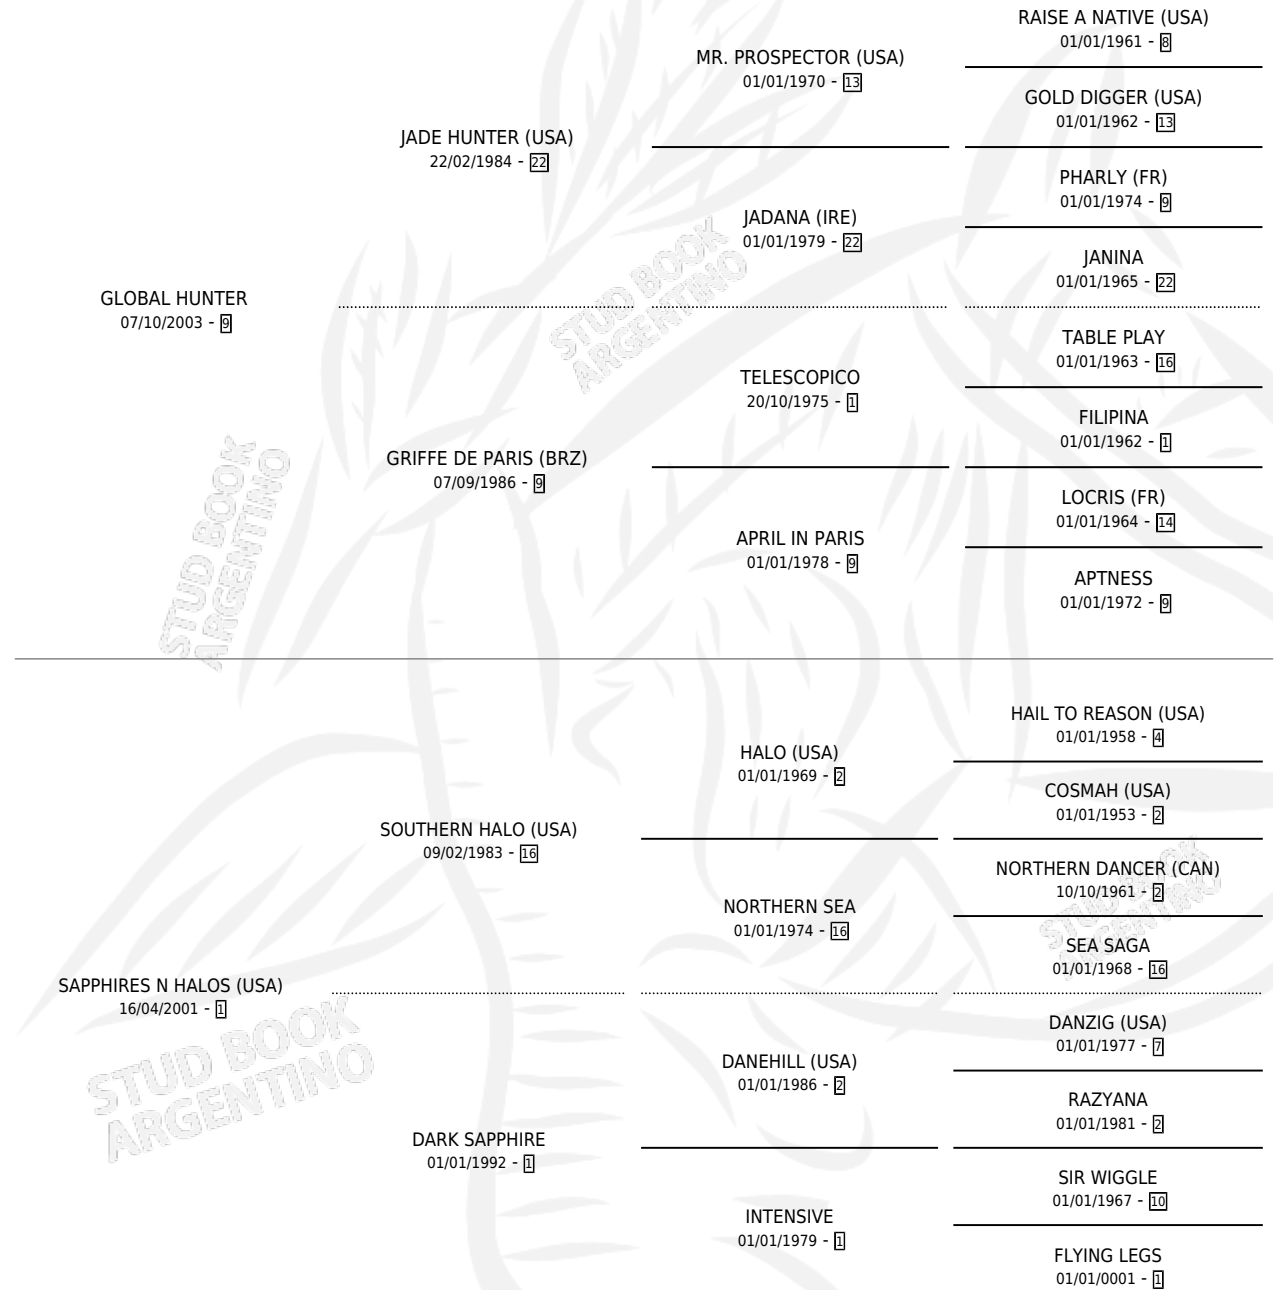 RAISE A NATIVE (USA)
01/01/1961 - 8
MR. PROSPECTOR (USA)
01/01/1970 - 13
GOLD DIGGER (USA)
01/01/1962 - 13
JADE HUNTER (USA)
22/02/1984 - 22
PHARLY (FR)
01/01/1974 - 9
JADANA (IRE)
01/01/1979 - 22
JANINA
01/01/1965 - 22
GLOBAL HUNTER
07/10/2003 - 9
TABLE PLAY
01/01/1963 - 16
TELESCOPICO
20/10/1975 - 1
FILIPINA
01/01/1962 - 1
GRIFFE DE PARIS (BRZ)
07/09/1986 - 9
LOCRIS (FR)
01/01/1964 - 14
APRIL IN PARIS
01/01/1978 - 9
APTNESS
01/01/1972 - 9
HAIL TO REASON (USA)
01/01/1958 - 4
HALO (USA)
01/01/1969 - 2
COSMAH (USA)
01/01/1953 - 2
SOUTHERN HALO (USA)
09/02/1983 - 16
NORTHERN DANCER (CAN)
10/10/1961 - 2
NORTHERN SEA
01/01/1974 - 16
SEA SAGA
01/01/1968 - 16
SAPPHIRES N HALOS (USA)
16/04/2001 - 1
DANZIG (USA)
01/01/1977 - 7
DANEHILL (USA)
01/01/1986 - 2
RAZYANA
01/01/1981 - 2
DARK SAPPHIRE
01/01/1992 - 1
SIR WIGGLE
01/01/1967 - 10
INTENSIVE
01/01/1979 - 1
FLYING LEGS
01/01/0001 - 1
STUD BOOK
ARGENTINO
STUD BOOK
ARGENTINO
STUD BOOK
ARGENTINO
STUD BOOK
ARGENTINO